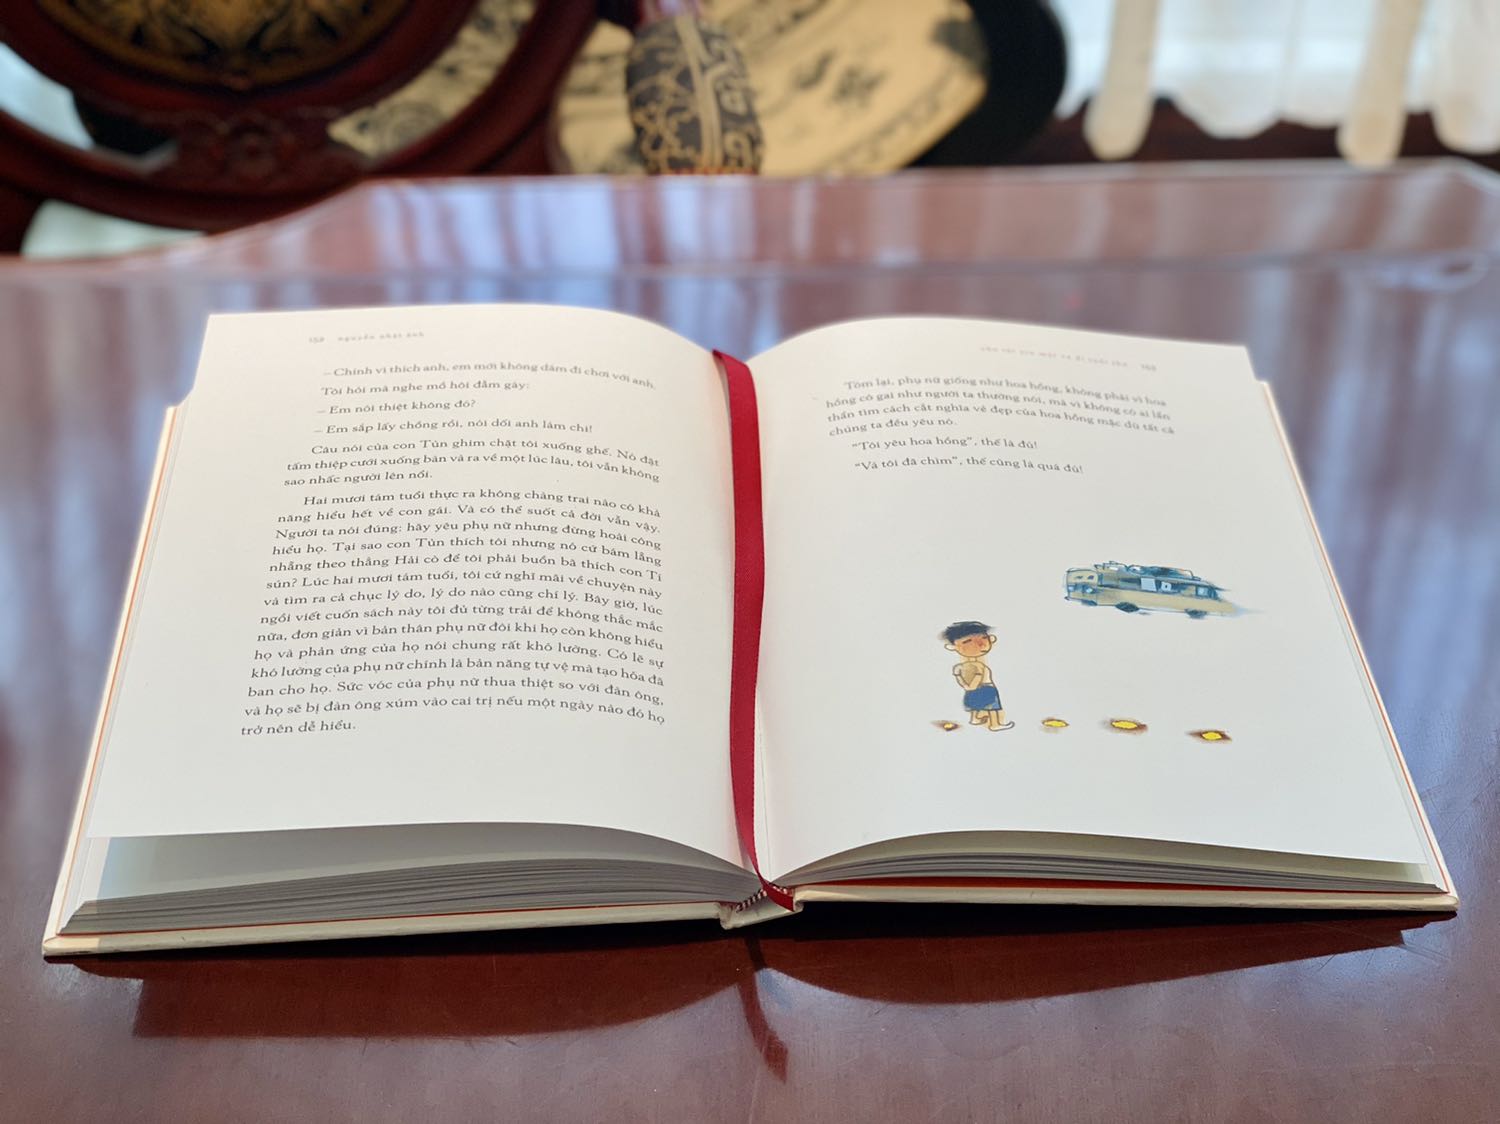 158 nguyễn nhật ánh
– Chính vì thích anh, em mới không dám đi chơi với anh.
Tôi hỏi mà nghe mồ hôi đẫm gáy:
– Em nói thiệt không đó?
– Em sắp lấy chồng rồi, nói dối anh làm chi!
Câu nói của con Tủn ghim chặt tôi xuống ghế. Nó đặt
tấm thiệp cưới xuống bàn và ra về một lúc lâu, tôi vẫn không
sao nhấc người lên nổi.
Hai mươi tám tuổi thực ra không chàng trai nào có khả
năng hiểu hết về con gái. Và có thể suốt cả đời vẫn vậy.
Người ta nói đúng: hãy yêu phụ nữ nhưng đừng hoài công
hiểu họ. Tại sao con Tủn thích tôi nhưng nó cứ bám lằng
nhằng theo thằng Hải cò để tôi phải buồn bã thích con Tí
sún? Lúc hai mươi tám tuổi, tôi cứ nghĩ mãi về chuyện này
và tìm ra cả chục lý do, lý do nào cũng chí lý. Bây giờ, lúc
ngồi viết cuốn sách này tôi đủ từng trải để không thắc mắc
nữa, đơn giản vì bản thân phụ nữ đôi khi họ còn không hiểu
họ và phản ứng của họ nói chung rất khó lường. Có lẽ sự
khó lường của phụ nữ chính là bản năng tự vệ mà tạo hóa đã
ban cho họ. Sức vóc của phụ nữ thua thiệt so với đàn ông,
và họ sẽ bị đàn ông xúm vào cai trị nếu một ngày nào đó họ
trở nên dễ hiểu.
cho tôi xin một vé đi tuổi thơ
Tóm lại, phụ nữ giống như hoa hồng, không phải vì hoa
hồng có gai như người ta thường nói, mà vì không có ai lẩn
thẩn tìm cách cắt nghĩa vẻ đẹp của hoa hồng mặc dù tất cả
chúng ta đều yêu nó.
“Tôi yêu hoa hồng”, thế là đủ!
“Và tôi đã chìm”, thế cũng là quá đủ!